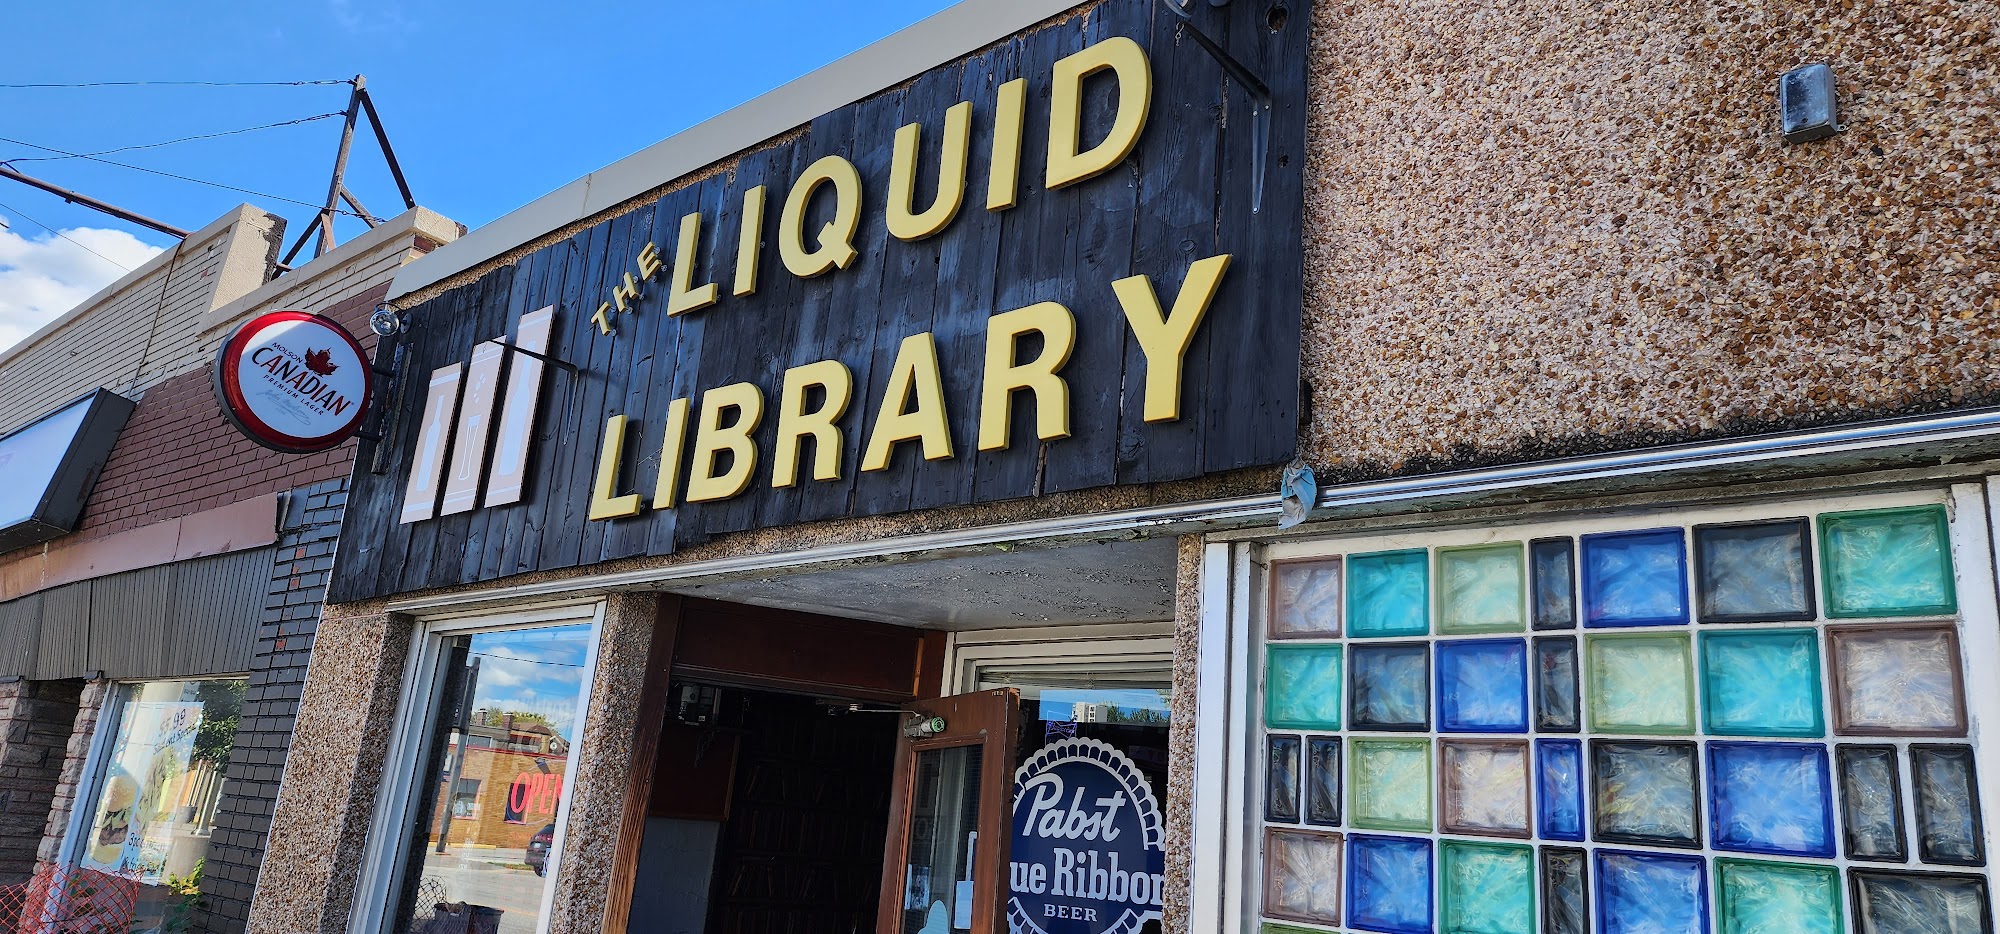 THE
LIQUID
LIBRARY
MOLSON
CANADIAN
PREMIUM LAGER
OPEN
Pabst
ue Ribbon
BEER